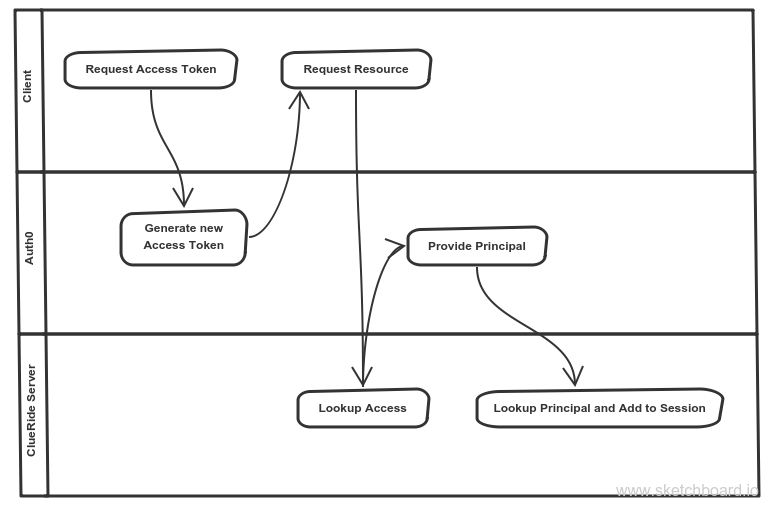 Client
Request Access Token
Request Resource
Auth0
Generate new
Access Token
Provide Principal
ClueRide Server
Lookup Access
Lookup Principal and Add to Session
www.sketchboard.io